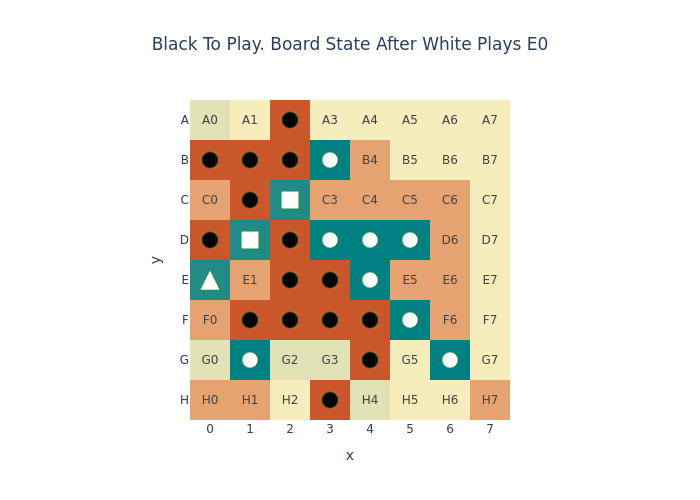 Black To Play. Board State After White Plays E0
y
A A0 A1 A3 A4 A5 A6 A7
B B4 B5 B6 B7
C C0 C3 C4 C5 C6 C7
D D6 D7
E E1 E5 E6 E7
F F0 F6 F7
G G0 G2 G3 G5 G7
H H0 H1 H2 H4 H5 H6 H7
0 1 2 3 4 5 6 7
x